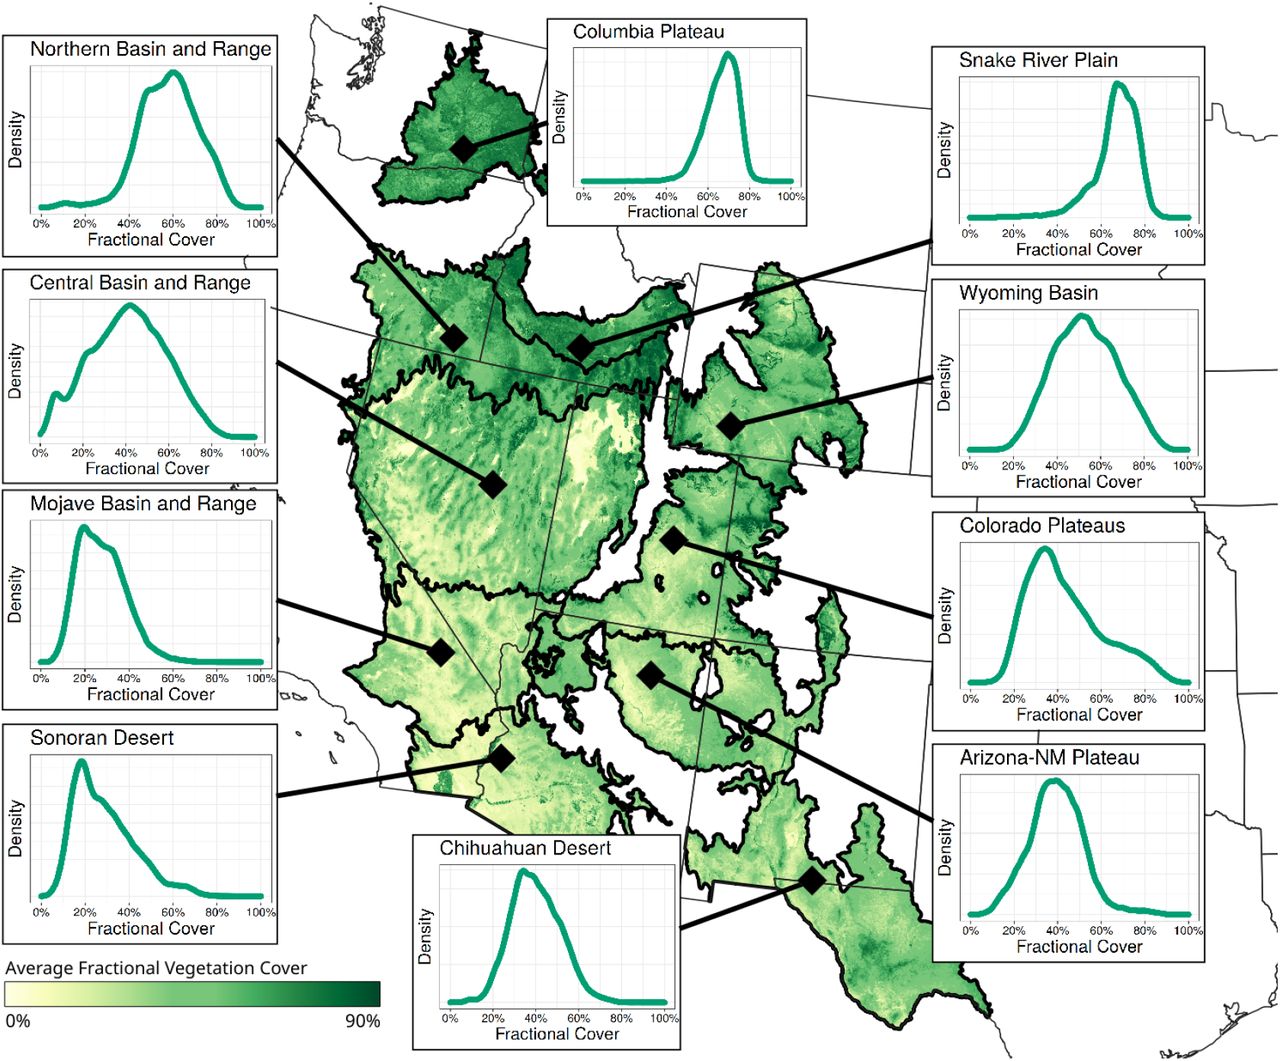 Northern Basin and Range
Density
0% 20% 40% 60% 80% 100%
Fractional Cover
Columbia Plateau
Density
0% 20% 40% 60% 80% 100%
Fractional Cover
Snake River Plain
Density
0% 20% 40% 60% 80% 100%
Fractional Cover
Central Basin and Range
Density
0% 20% 40% 60% 80% 100%
Fractional Cover
Wyoming Basin
Density
0% 20% 40% 60% 80% 100%
Fractional Cover
Mojave Basin and Range
Density
0% 20% 40% 60% 80% 100%
Fractional Cover
Colorado Plateaus
Density
0% 20% 40% 60% 80% 100%
Fractional Cover
Sonoran Desert
Density
0% 20% 40% 60% 80% 100%
Fractional Cover
Arizona-NM Plateau
Density
0% 20% 40% 60% 80% 100%
Fractional Cover
Chihuahuan Desert
Density
0% 20% 40% 60% 80% 100%
Fractional Cover
Average Fractional Vegetation Cover
0% 90%